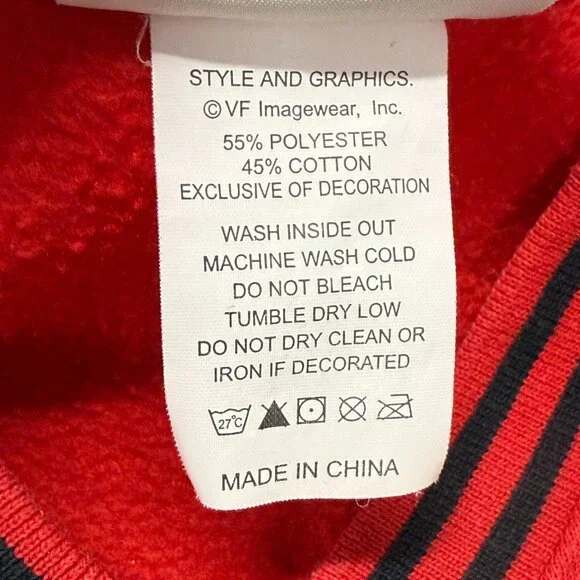 STYLE AND GRAPHICS.
©VF Imagewear, Inc.
55% POLYESTER
45% COTTON
EXCLUSIVE OF DECORATION
WASH INSIDE OUT
MACHINE WASH COLD
DO NOT BLEACH
TUMBLE DRY LOW
DO NOT DRY CLEAN OR
IRON IF DECORATED
27°C
MADE IN CHINA